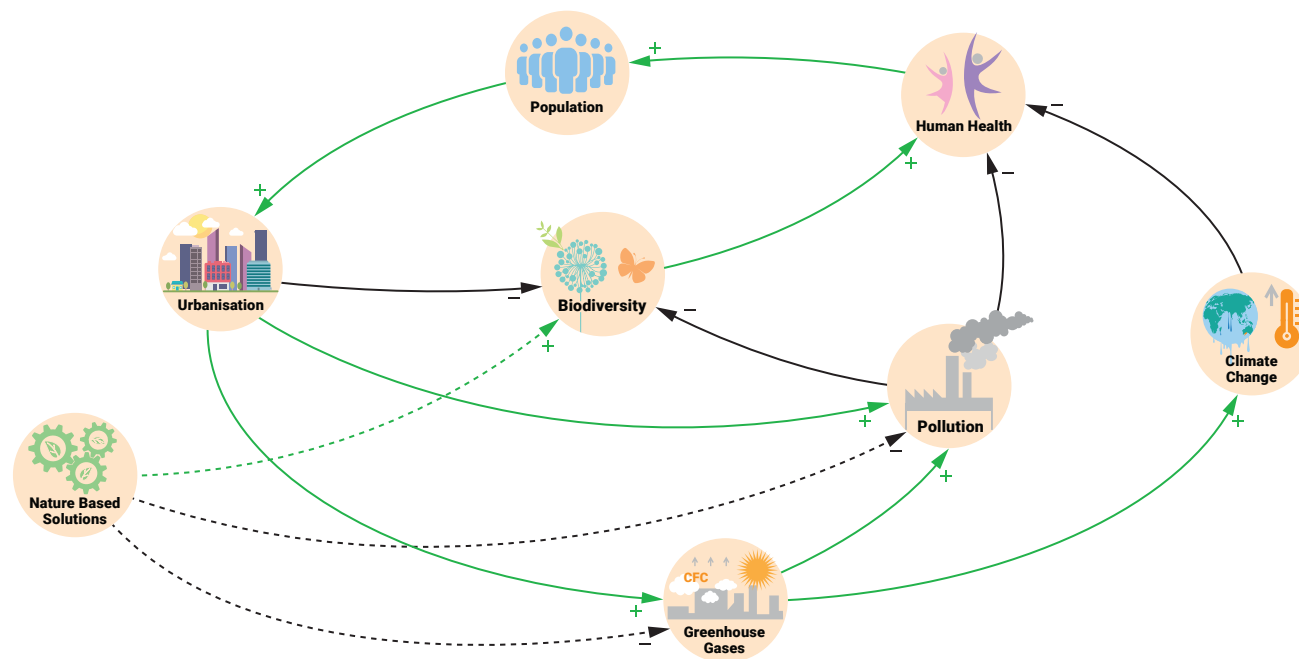 +
Population
Human Health
−
+
−
+
Urbanisation
Biodiversity
−
−
+
Climate
Change
+
Pollution
+
−
+
Nature Based
Solutions
CFC
+
Greenhouse
Gases
−